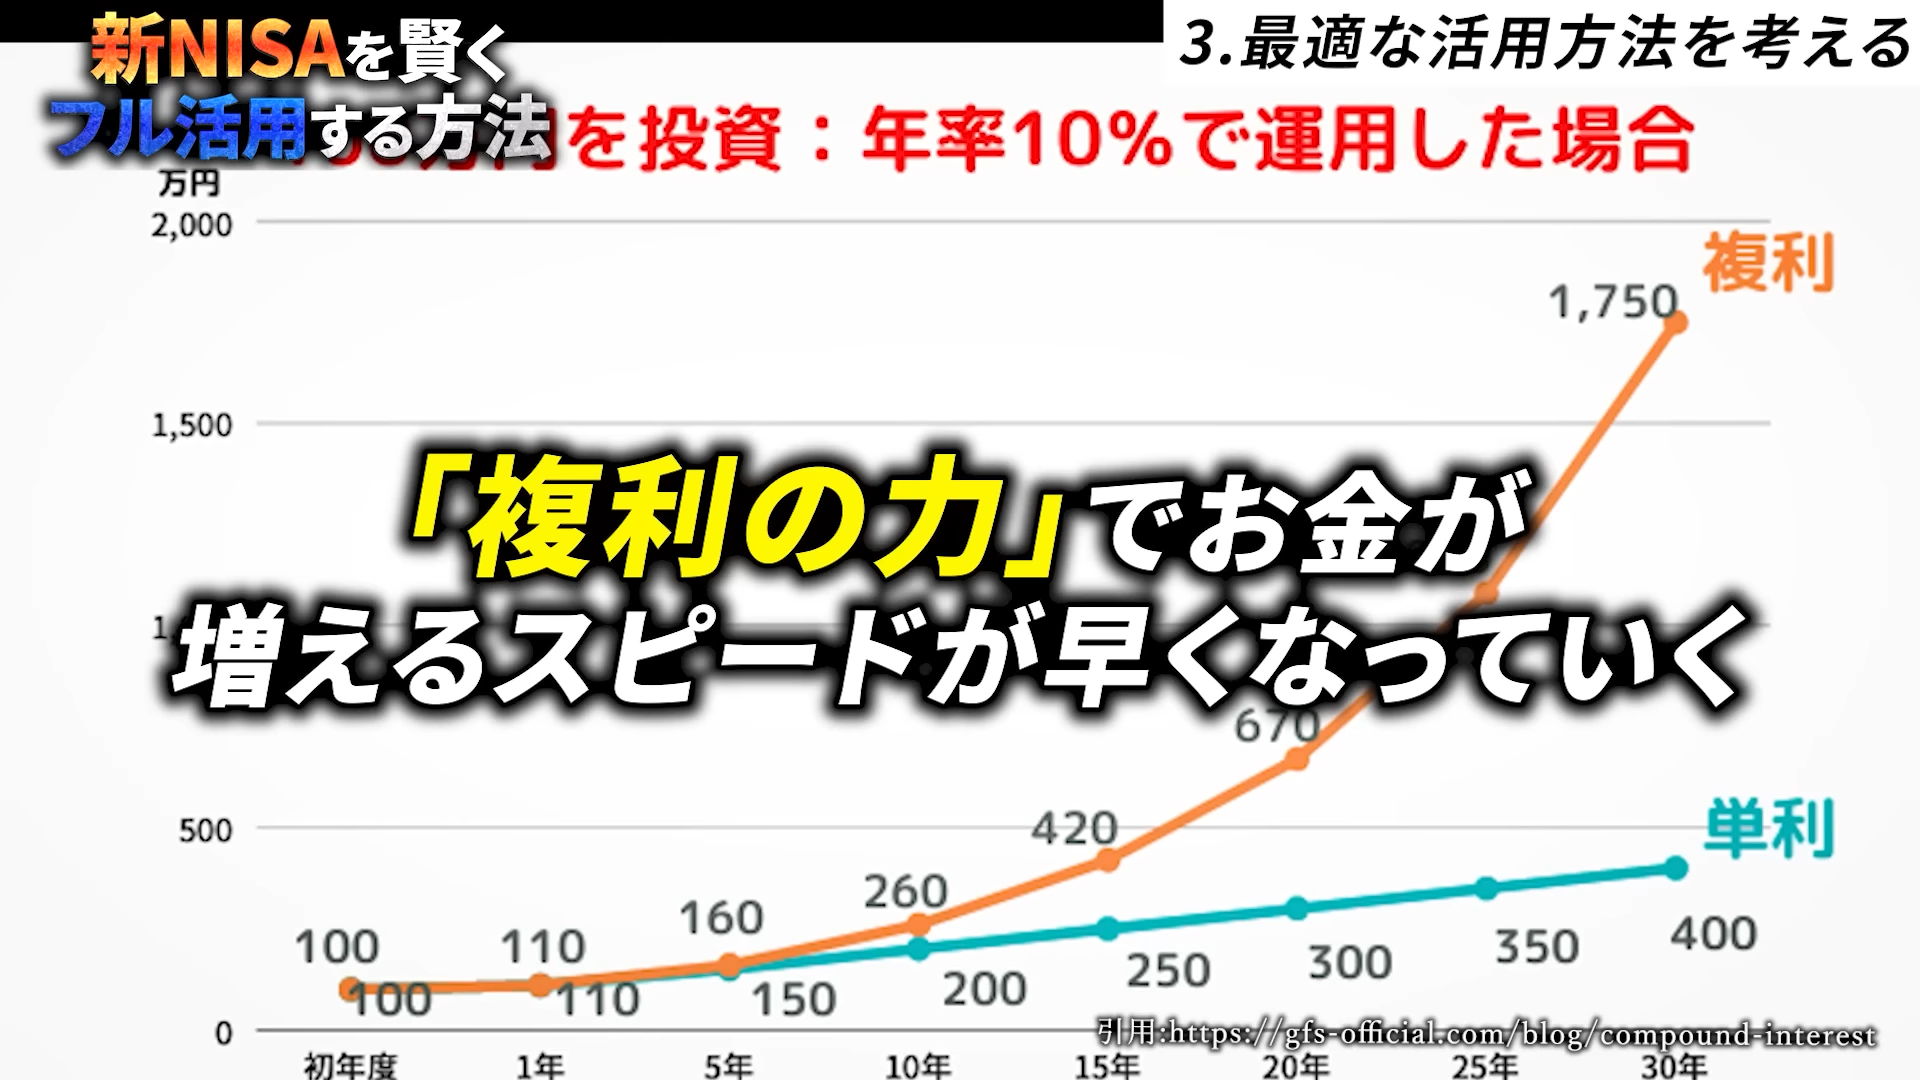 新NISAを賢く
フル活用する方法
3.最適な活用方法を考える
を投資：年率10%で運用した場合
万円
2,000
複利
1,750
1,500
「複利の力」でお金が
増えるスピードが早くなっていく
670
500
420
単利
260
160
100
110
400
350
300
250
200
150
110
100
0
引用:https://gfs-official.com/blog/compound-interest
初年度 1年 5年 10年 15年 20年 25年 30年